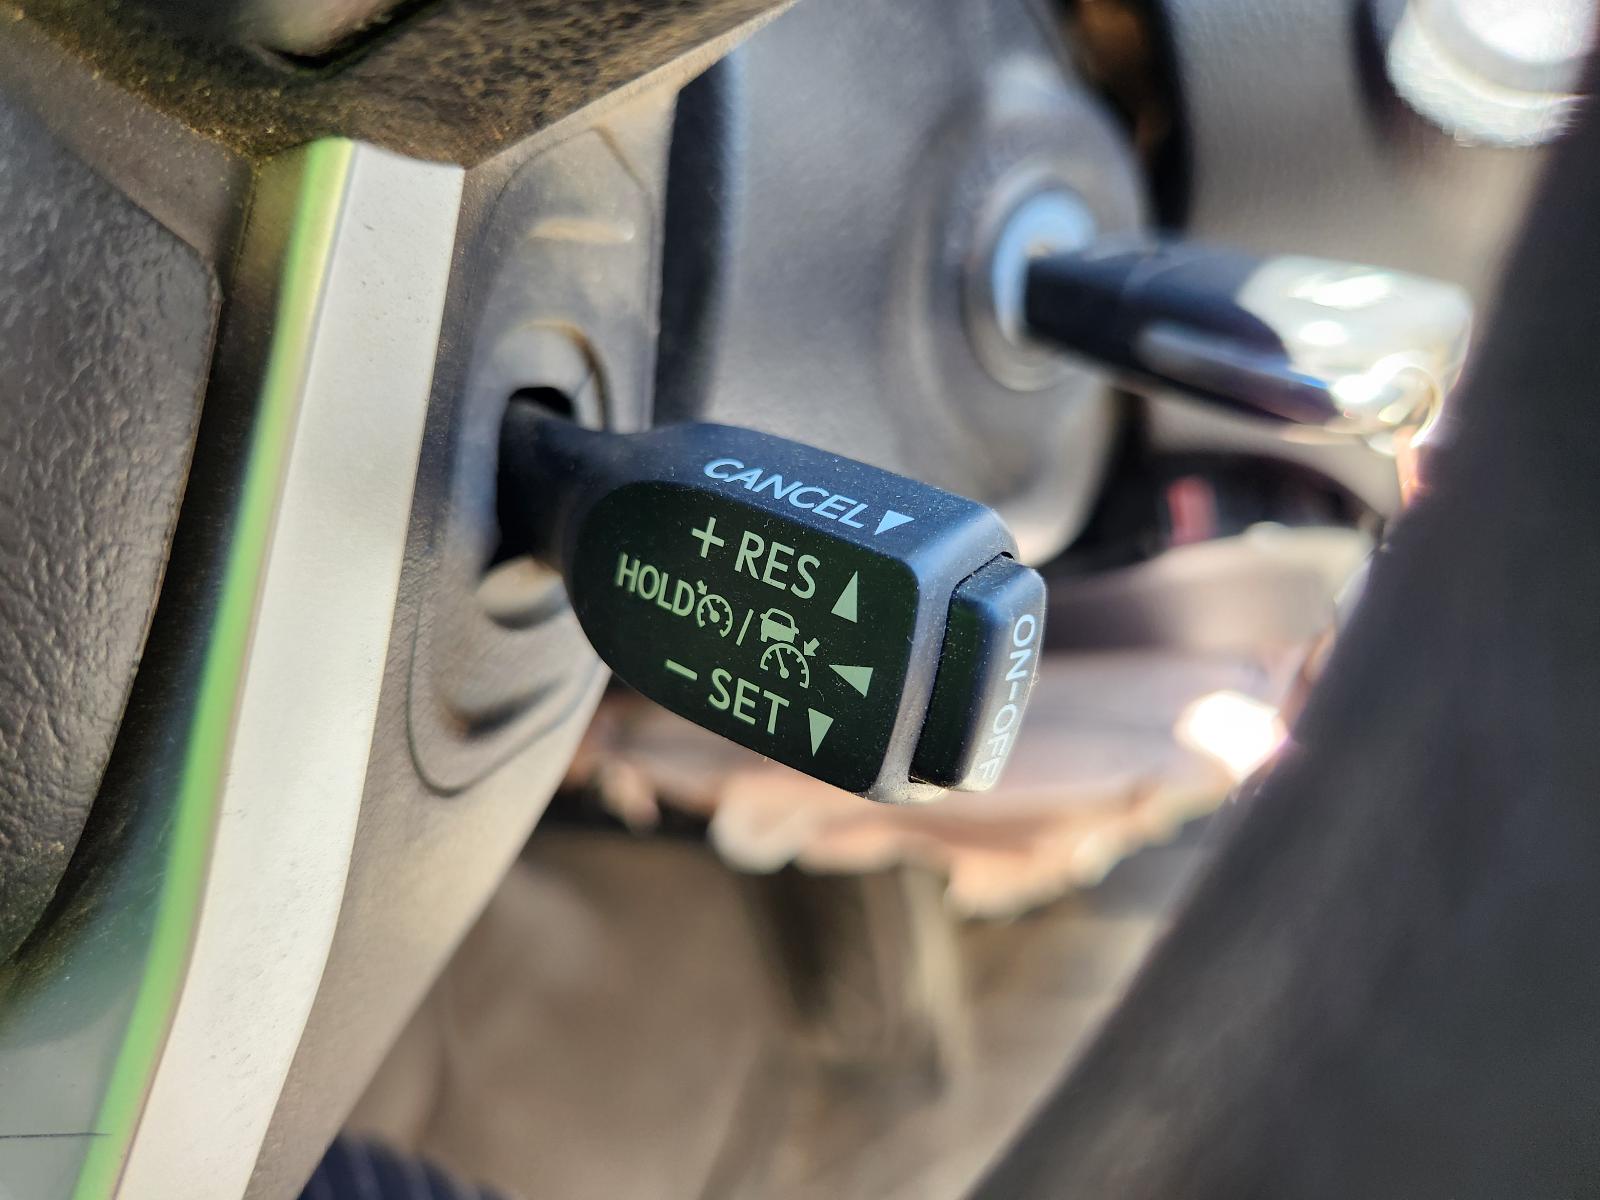 CANCEL
+ RES
HOLD /
− SET
ON-OFF